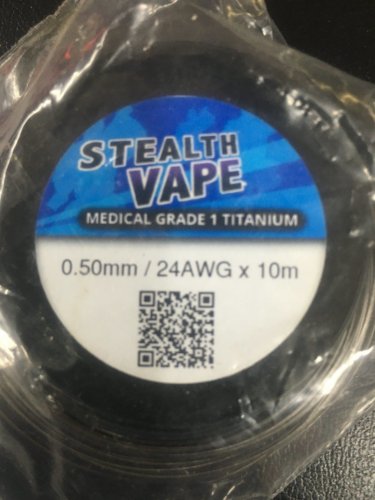 STEALTH
VAPE
MEDICAL GRADE 1 TITANIUM
0.50mm / 24AWG x 10m